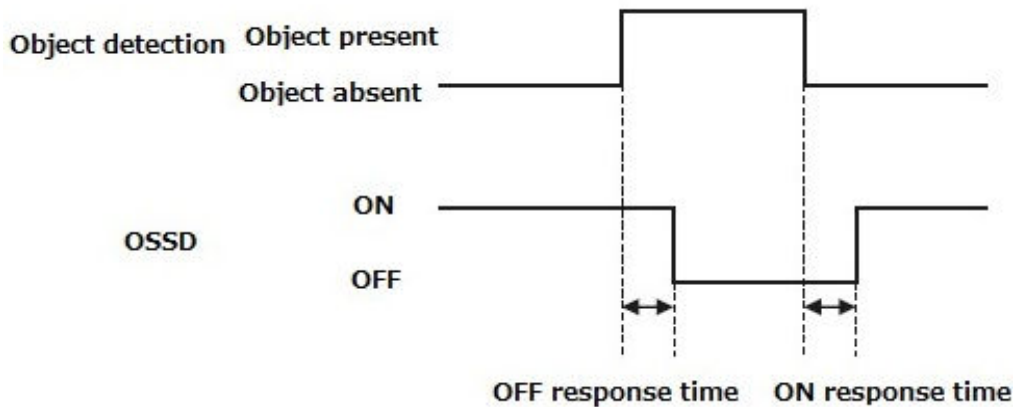 Object detection
Object present
Object absent
ON
OSSD
OFF
OFF response time
ON response time